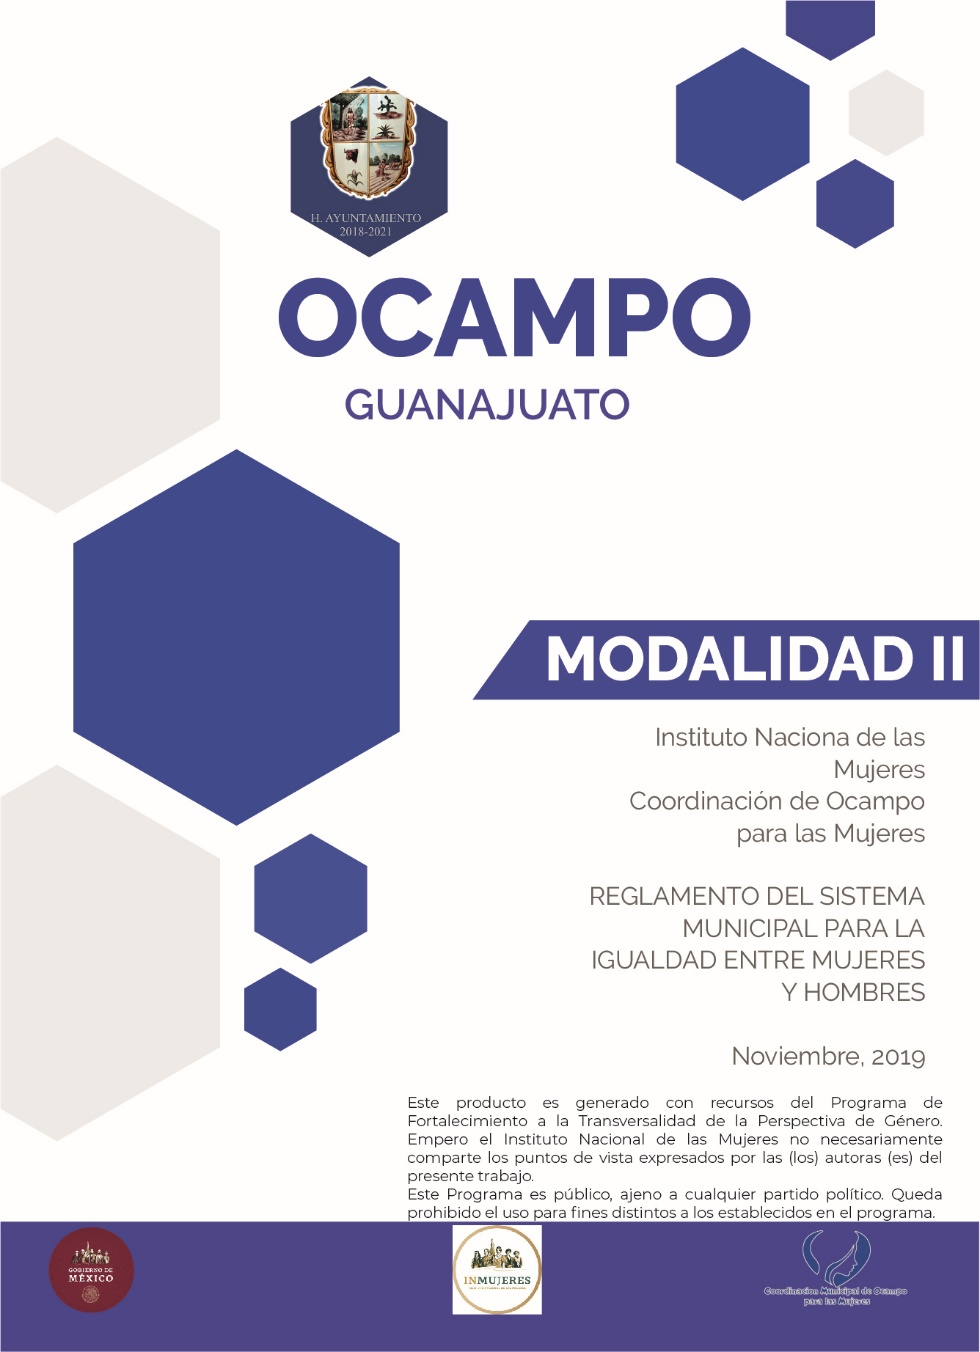 H. AYUNTAMIENTO
2018-2021
OCAMPO
GUANAJUATO
MODALIDAD II
Instituto Naciona de las
Mujeres
Coordinación de Ocampo
para las Mujeres
REGLAMENTO DEL SISTEMA
MUNICIPAL PARA LA
IGUALDAD ENTRE MUJERES
Y HOMBRES
Noviembre, 2019
Este producto es generado con recursos del Programa de
Fortalecimiento a la Transversalidad de la Perspectiva de Género.
Empero el Instituto Nacional de las Mujeres no necesariamente
comparte los puntos de vista expresados por las (los) autoras (es) del
presente trabajo.
Este Programa es público, ajeno a cualquier partido político. Queda
prohibido el uso para fines distintos a los establecidos en el programa.
GOBIERNO DE
MÉXICO
INMUJERES
Coordinacion Municipal de Ocampo
para las Mujeres